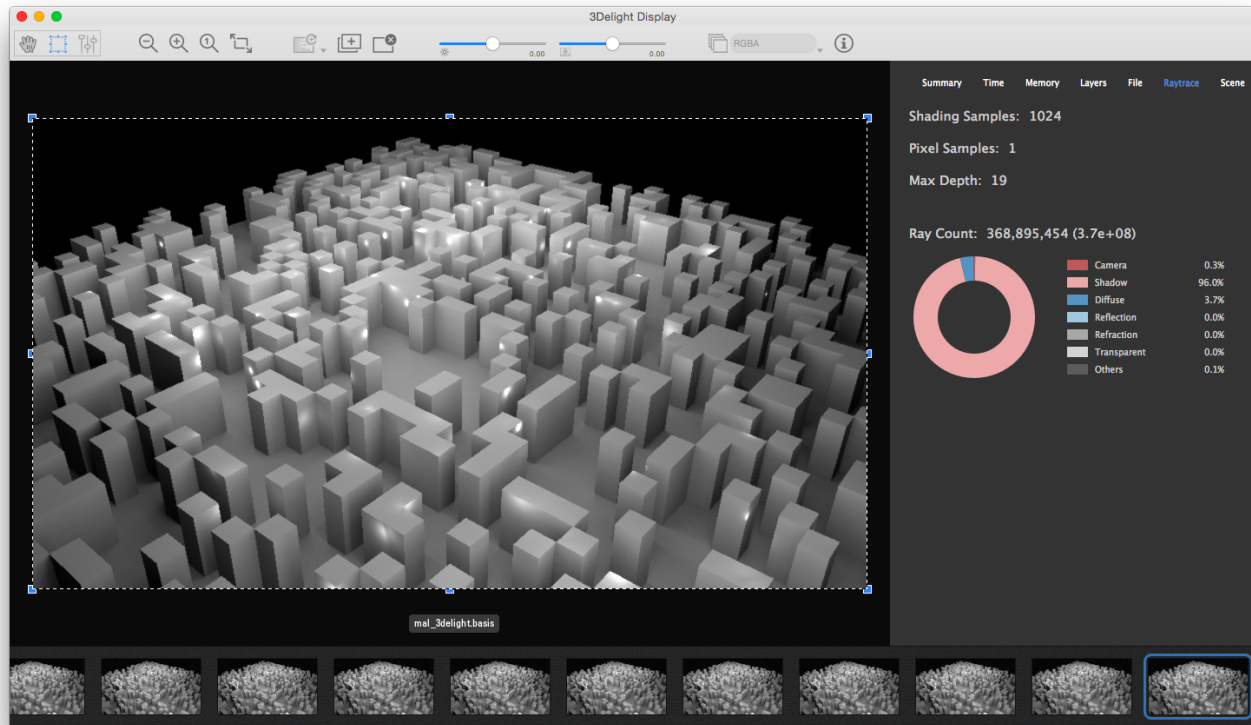 3Delight Display
1
0.00
0.00
RGBA
Summary Time Memory Layers File Raytrace Scene
Shading Samples: 1024
Pixel Samples: 1
Max Depth: 19
Ray Count: 368,895,454 (3.7e+08)
Camera 0.3%
Shadow 96.0%
Diffuse 3.7%
Reflection 0.0%
Refraction 0.0%
Transparent 0.0%
Others 0.1%
mal_3delight.basis